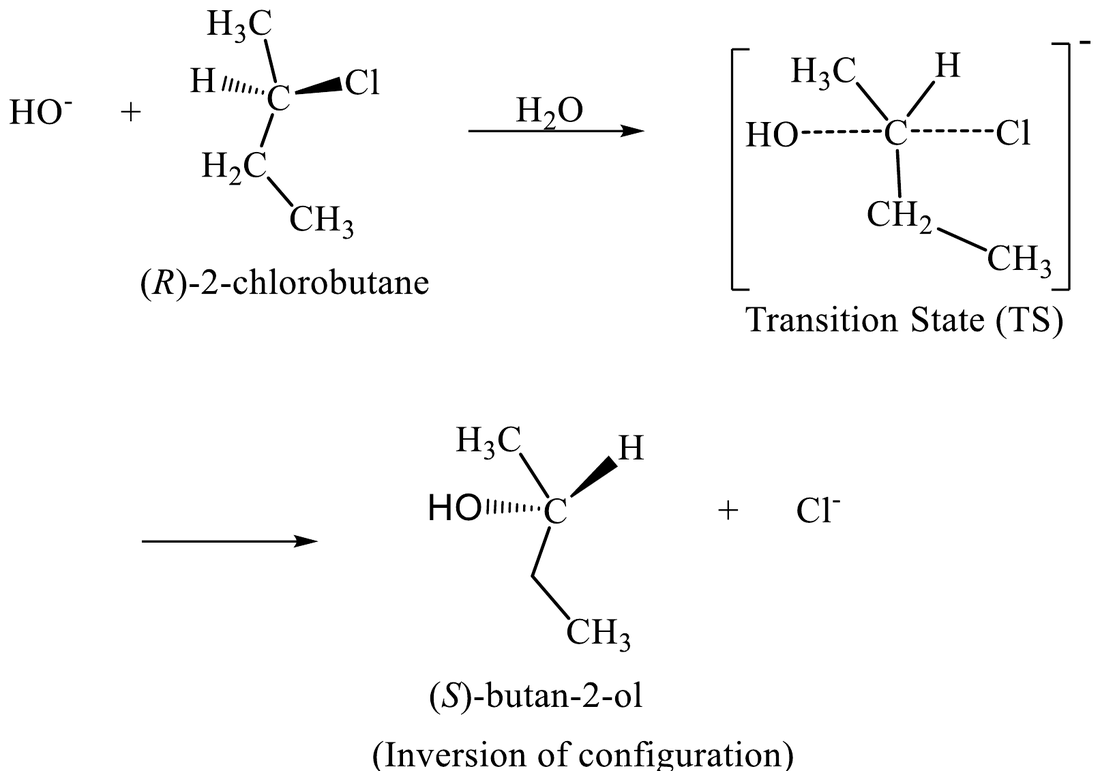 HO⁻ + H₃C H C Cl H₂C CH₃
H₂O
H₃C H HO C Cl CH₂ CH₃ -
(R)-2-chlorobutane
Transition State (TS)
H₃C H HO C CH₃ + Cl⁻
(S)-butan-2-ol
(Inversion of configuration)